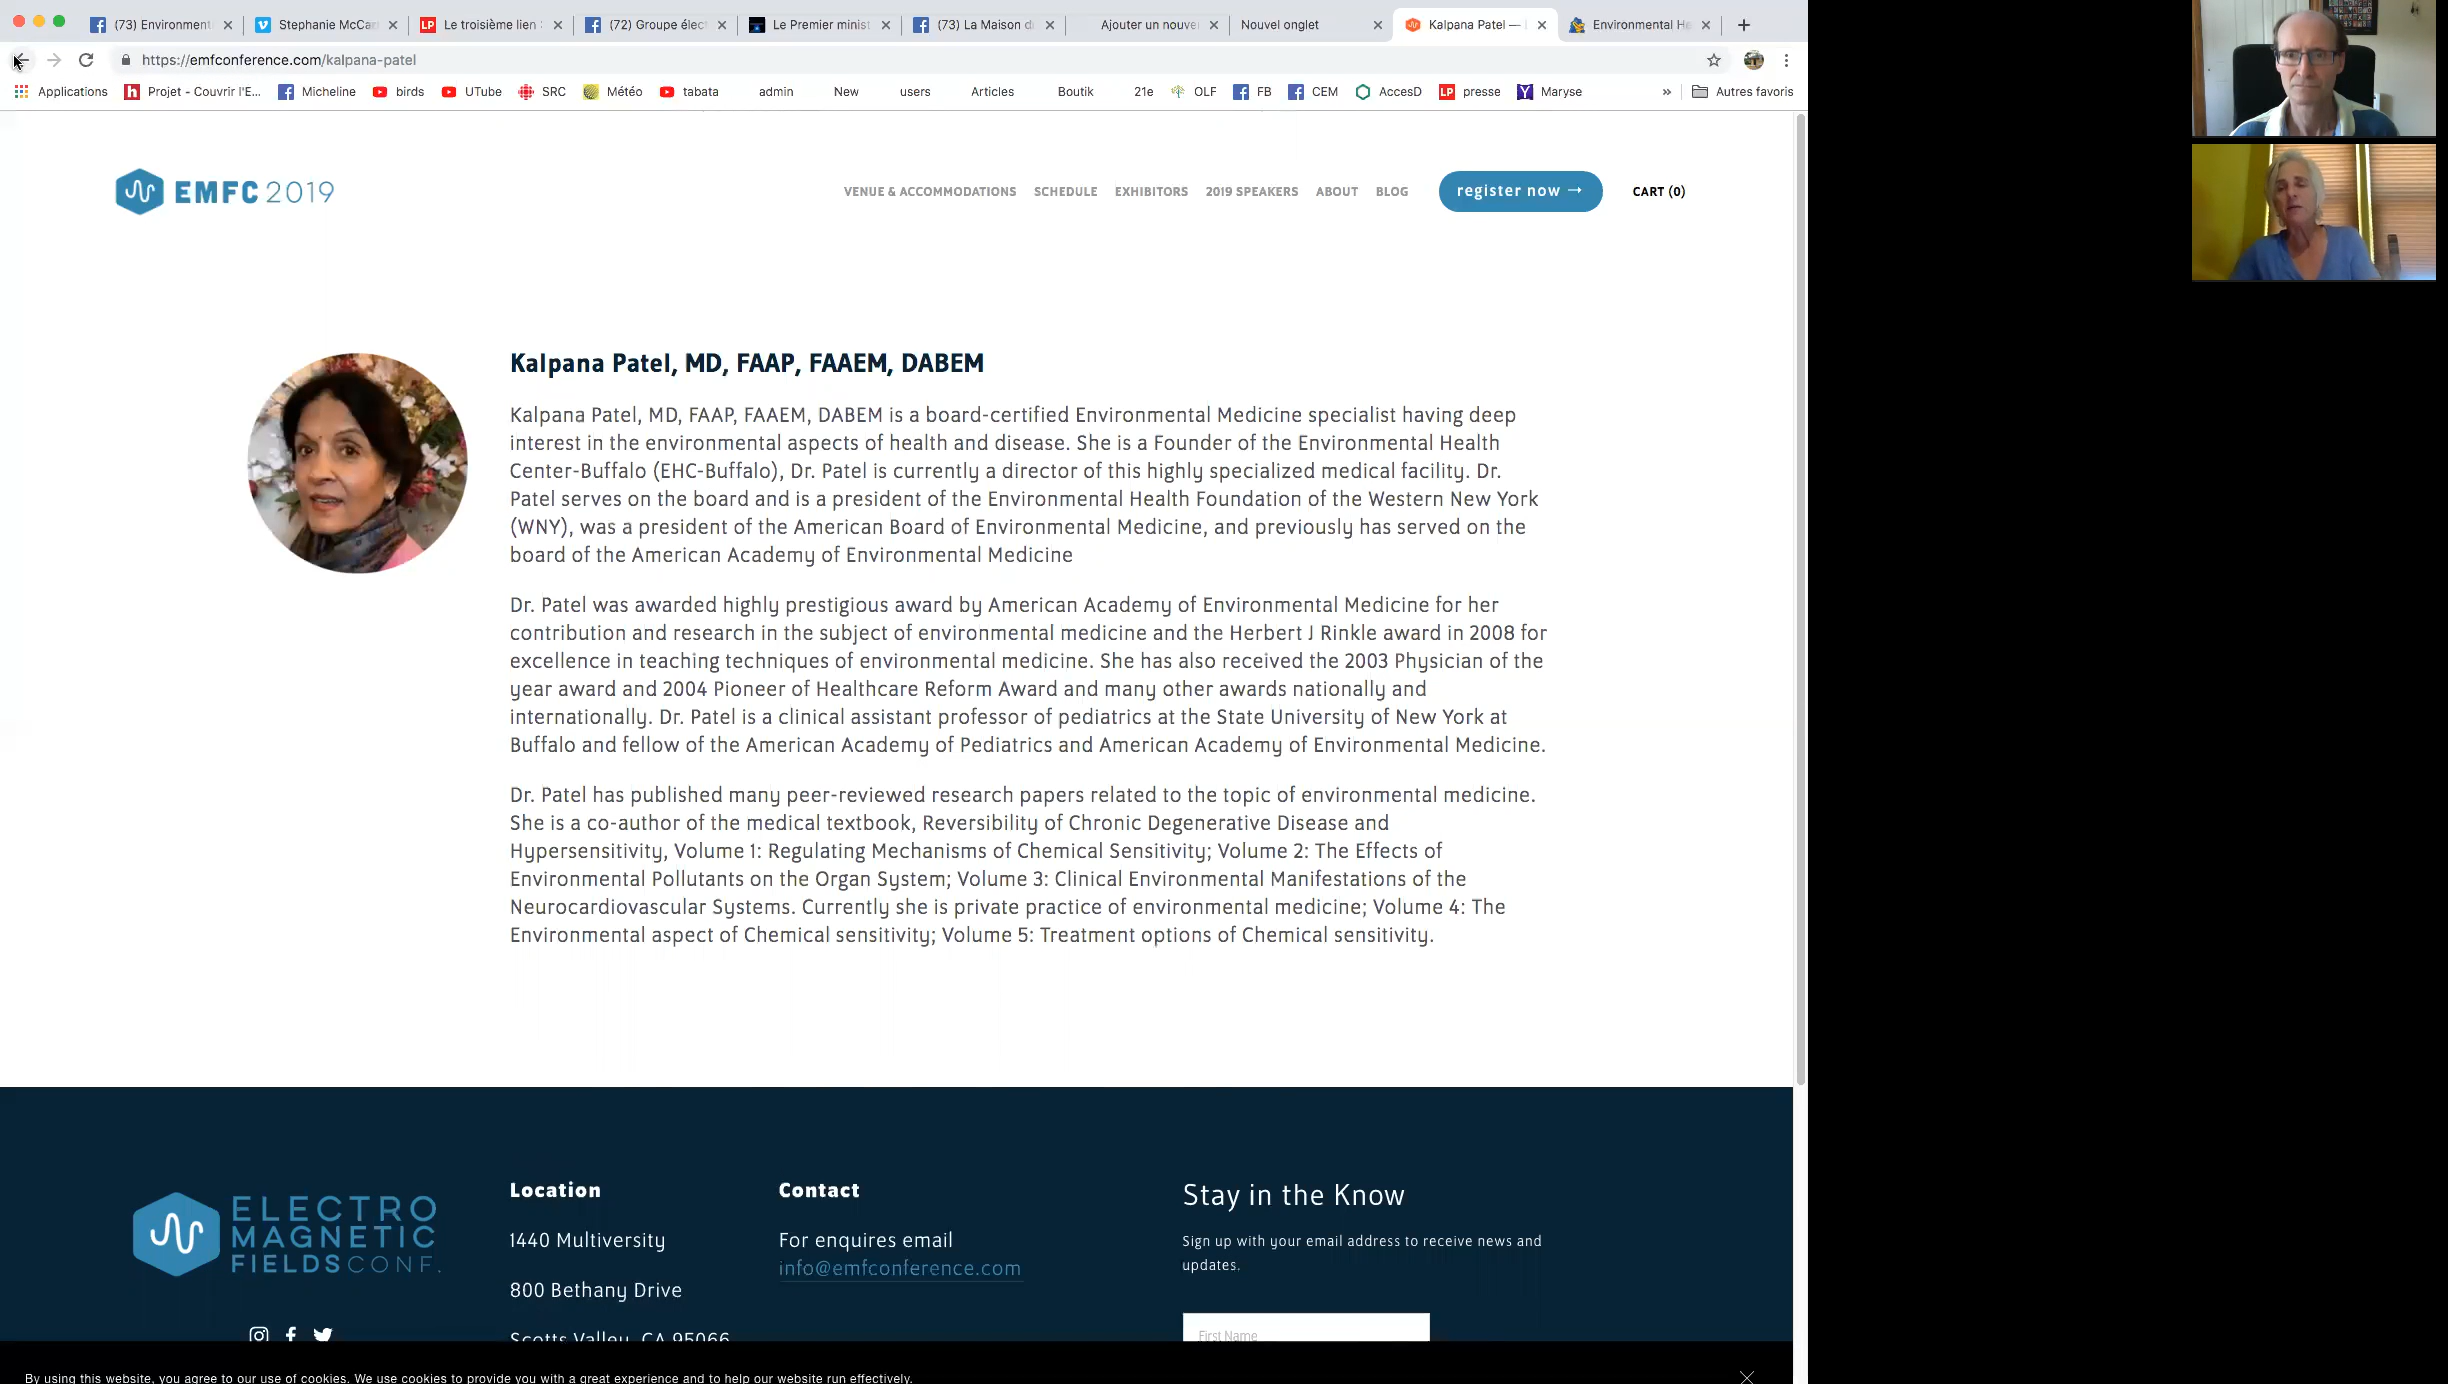 (73) Environment
Stephanie McCa
Le troisième lien
(72) Groupe élect
Le Premier minist
(73) La Maison d
Ajouter un nouve
Nouvel onglet
Kalpana Patel —
Environmental He
https://emfconference.com/kalpana-patel
Applications
Projet - Couvrir l'E...
Micheline
birds
UTube
SRC
Météo
tabata
admin
New
users
Articles
Boutik
21e
OLF
FB
CEM
AccesD
LP presse
Maryse
»
Autres favoris
EMFC 2019
VENUE & ACCOMMODATIONS
SCHEDULE
EXHIBITORS
2019 SPEAKERS
ABOUT
BLOG
register now →
CART (0)
Kalpana Patel, MD, FAAP, FAAEM, DABEM
Kalpana Patel, MD, FAAP, FAAEM, DABEM is a board-certified Environmental Medicine specialist having deep
interest in the environmental aspects of health and disease. She is a Founder of the Environmental Health
Center-Buffalo (EHC-Buffalo), Dr. Patel is currently a director of this highly specialized medical facility. Dr.
Patel serves on the board and is a president of the Environmental Health Foundation of the Western New York
(WNY), was a president of the American Board of Environmental Medicine, and previously has served on the
board of the American Academy of Environmental Medicine
Dr. Patel was awarded highly prestigious award by American Academy of Environmental Medicine for her
contribution and research in the subject of environmental medicine and the Herbert J Rinkle award in 2008 for
excellence in teaching techniques of environmental medicine. She has also received the 2003 Physician of the
year award and 2004 Pioneer of Healthcare Reform Award and many other awards nationally and
internationally. Dr. Patel is a clinical assistant professor of pediatrics at the State University of New York at
Buffalo and fellow of the American Academy of Pediatrics and American Academy of Environmental Medicine.
Dr. Patel has published many peer-reviewed research papers related to the topic of environmental medicine.
She is a co-author of the medical textbook, Reversibility of Chronic Degenerative Disease and
Hypersensitivity, Volume 1: Regulating Mechanisms of Chemical Sensitivity; Volume 2: The Effects of
Environmental Pollutants on the Organ System; Volume 3: Clinical Environmental Manifestations of the
Neurocardiovascular Systems. Currently she is private practice of environmental medicine; Volume 4: The
Environmental aspect of Chemical sensitivity; Volume 5: Treatment options of Chemical sensitivity.
ELECTRO
MAGNETIC
FIELDSCONF.
Location
1440 Multiversity
800 Bethany Drive
Scotts Valley, CA 95066
Contact
For enquires email
info@emfconference.com
Stay in the Know
Sign up with your email address to receive news and
updates.
First Name
By using this website, you agree to our use of cookies. We use cookies to provide you with a great experience and to help our website run effectively.